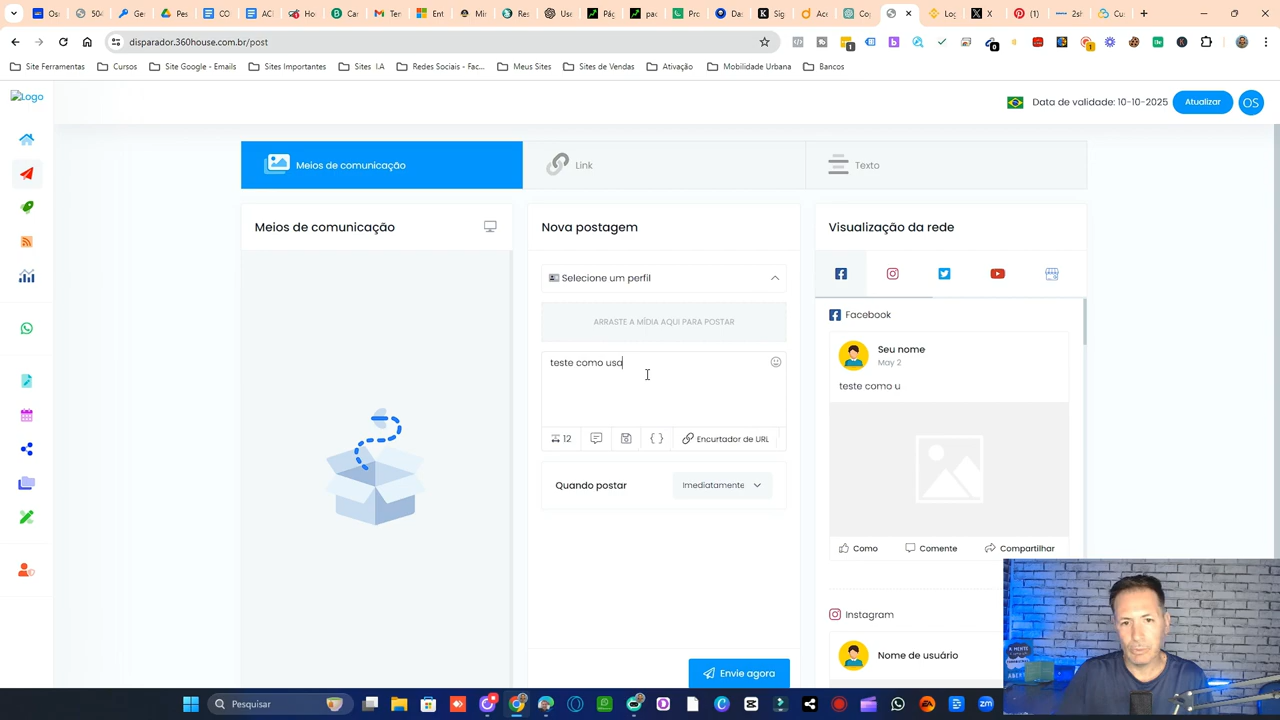 disparador.360house.com.br/post
Site Ferramentas
Cursos
Site Google - Emails
Sites Importantes
Sites I.A
Redes Sociais - Fac...
Meus Sites
Sites de Vendas
Ativação
Mobilidade Urbana
Bancos
Logo
Data de validade: 10-10-2025
Atualizar
OS
Meios de comunicação
Link
Texto
Meios de comunicação
Nova postagem
Selecione um perfil
ARRASTE A MÍDIA AQUI PARA POSTAR
teste como usa
12
Encurtador de URL
Quando postar
Imediatamente
Envie agora
Visualização da rede
Facebook
Seu nome
May 2
teste como u
Como
Comente
Compartilhar
Instagram
Nome de usuário
Pesquisar